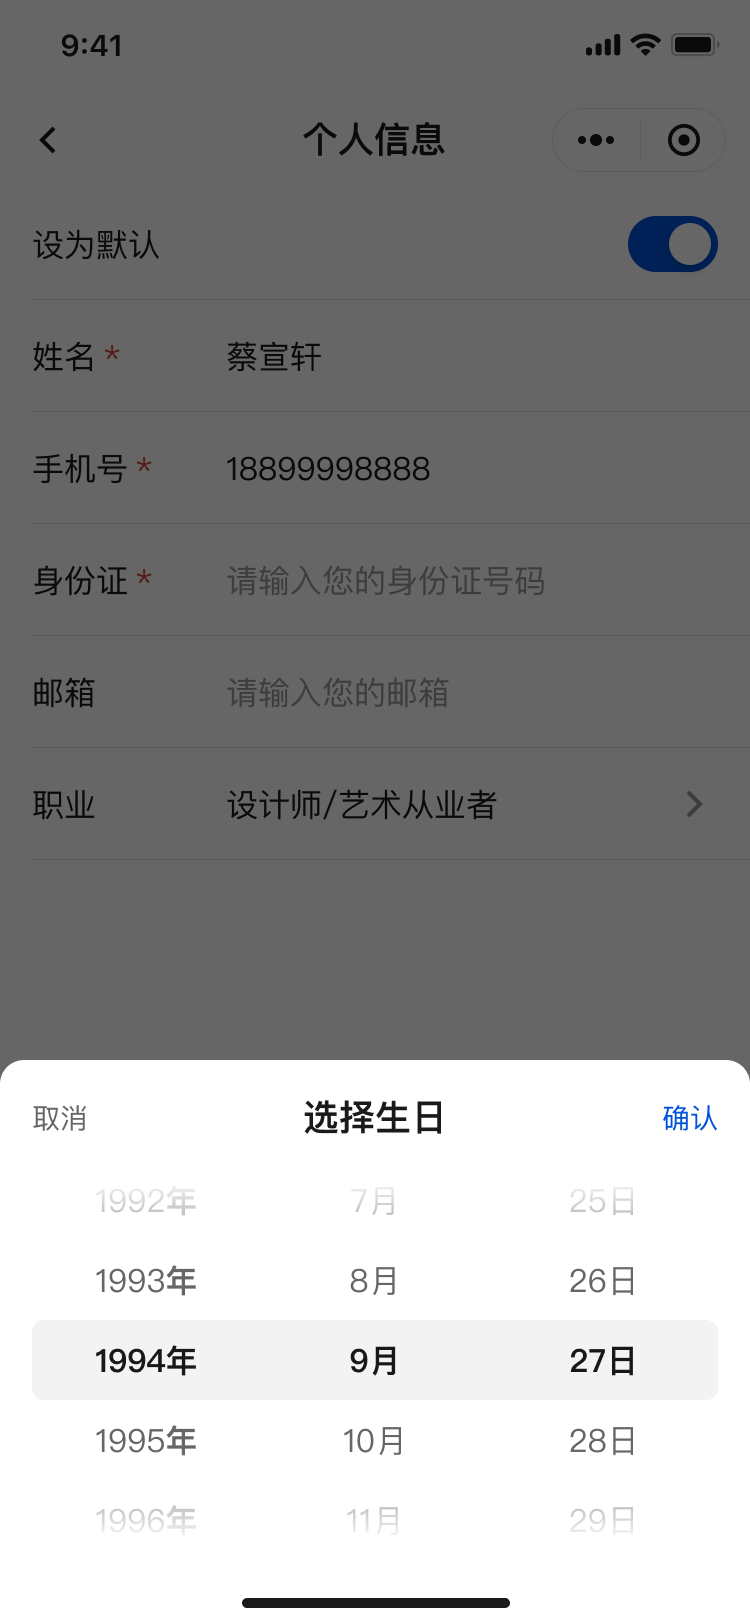 9:41
个人信息
设为默认
姓名 * 蔡宣轩
手机号 * 18899998888
身份证 * 请输入您的身份证号码
邮箱 请输入您的邮箱
职业 设计师/艺术从业者
取消 选择生日 确认
1992年 7月 25日
1993年 8月 26日
1994年 9月 27日
1995年 10月 28日
1996年 11月 29日